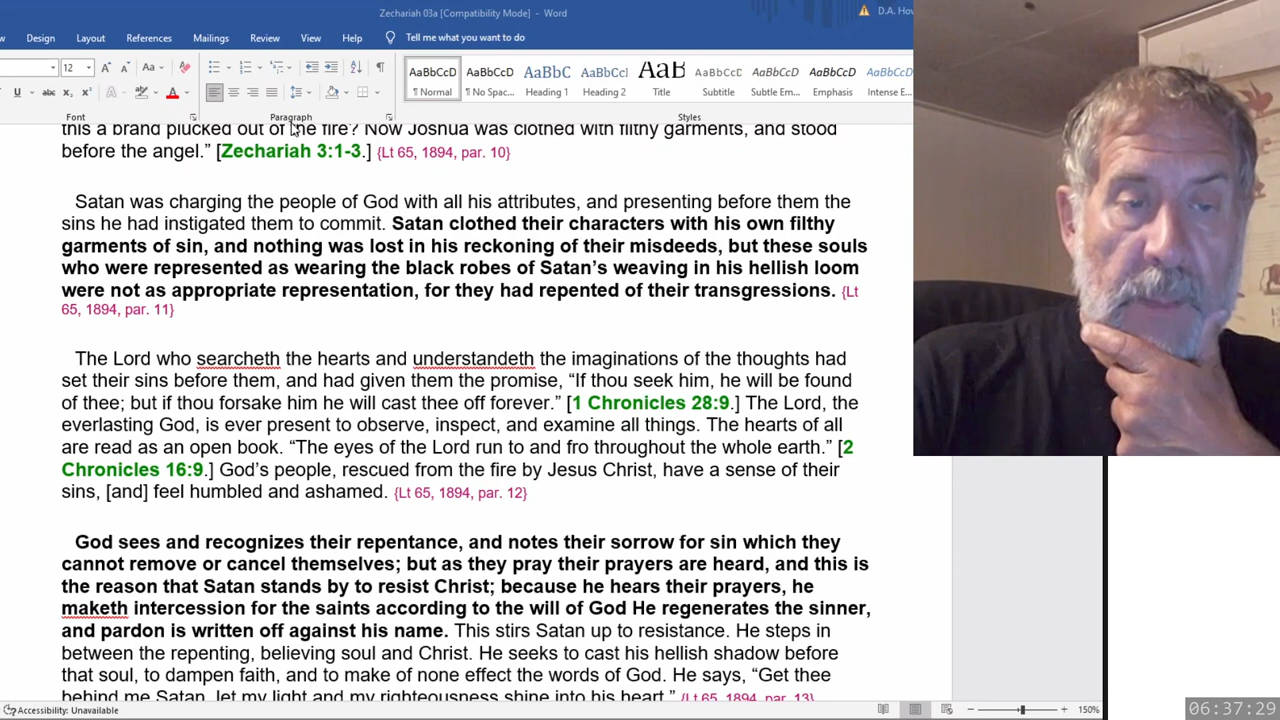 Zechariah 03a [Compatibility Mode] - Word
D.A. Hov
Design Layout References Mailings Review View Help Tell me what you want to do
12
AaBbCcD AaBbCcD AaBbC AaBbCc AaB AaBbCcD AaBbCcD AaBbCcD AaBbCcD
¶ Normal ¶ No Spac... Heading 1 Heading 2 Title Subtitle Subtle Em... Emphasis Intense E...
Font Paragraph Styles
this a brand plucked out of the fire? Now Joshua was clothed with filthy garments, and stood
before the angel.” [Zechariah 3:1-3.] {Lt 65, 1894, par. 10}
Satan was charging the people of God with all his attributes, and presenting before them the
sins he had instigated them to commit. Satan clothed their characters with his own filthy
garments of sin, and nothing was lost in his reckoning of their misdeeds, but these souls
who were represented as wearing the black robes of Satan’s weaving in his hellish loom
were not as appropriate representation, for they had repented of their transgressions. {Lt
65, 1894, par. 11}
The Lord who searcheth the hearts and understandeth the imaginations of the thoughts had
set their sins before them, and had given them the promise, “If thou seek him, he will be found
of thee; but if thou forsake him he will cast thee off forever.” [1 Chronicles 28:9.] The Lord, the
everlasting God, is ever present to observe, inspect, and examine all things. The hearts of all
are read as an open book. “The eyes of the Lord run to and fro throughout the whole earth.” [2
Chronicles 16:9.] God’s people, rescued from the fire by Jesus Christ, have a sense of their
sins, [and] feel humbled and ashamed. {Lt 65, 1894, par. 12}
God sees and recognizes their repentance, and notes their sorrow for sin which they
cannot remove or cancel themselves; but as they pray their prayers are heard, and this is
the reason that Satan stands by to resist Christ; because he hears their prayers, he
maketh intercession for the saints according to the will of God He regenerates the sinner,
and pardon is written off against his name. This stirs Satan up to resistance. He steps in
between the repenting, believing soul and Christ. He seeks to cast his hellish shadow before
that soul, to dampen faith, and to make of none effect the words of God. He says, “Get thee
behind me Satan, let my light and my righteousness shine into his heart.” {Lt 65, 1894, par. 13}
Accessibility: Unavailable
150%
06:37:29